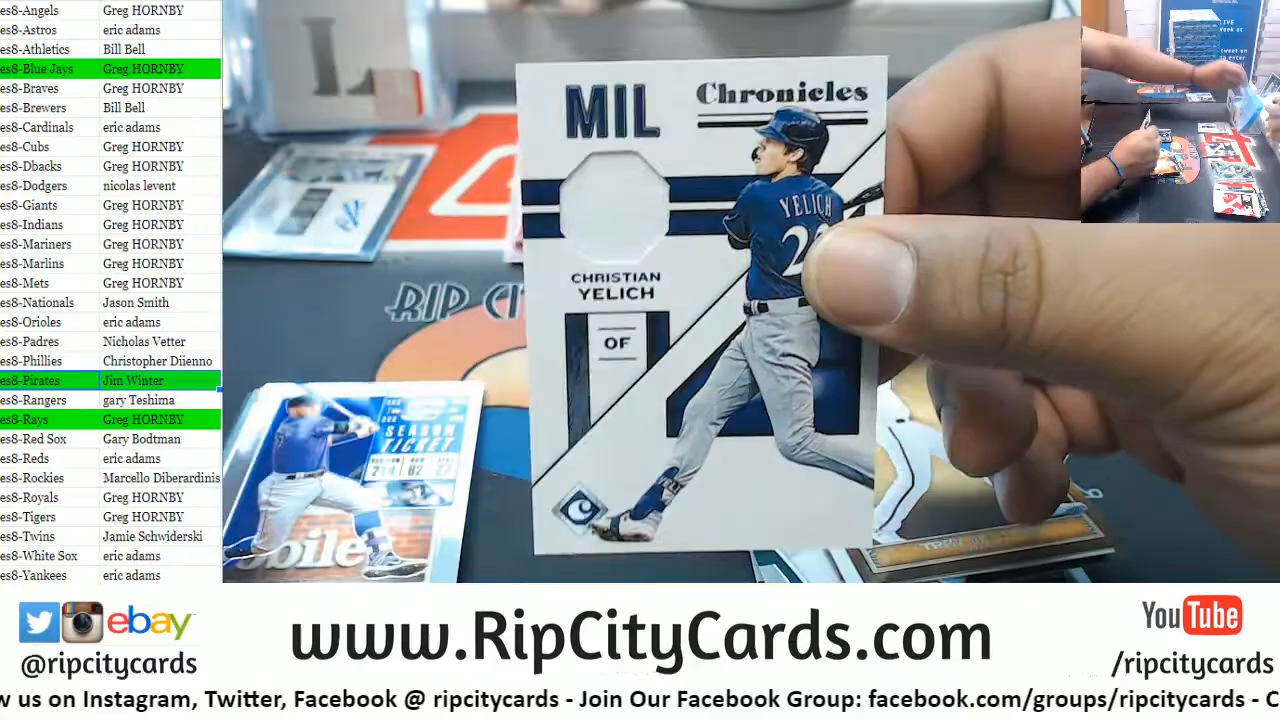 es8-Angels Greg HORNBY
es8-Astros eric adams
es8-Athletics Bill Bell
es8-Blue Jays Greg HORNBY
es8-Braves Greg HORNBY
es8-Brewers Bill Bell
es8-Cardinals eric adams
es8-Cubs Greg HORNBY
es8-Dbacks Greg HORNBY
es8-Dodgers nicolas levent
es8-Giants Greg HORNBY
es8-Indians Greg HORNBY
es8-Mariners Greg HORNBY
es8-Marlins Greg HORNBY
es8-Mets Greg HORNBY
es8-Nationals Jason Smith
es8-Orioles eric adams
es8-Padres Nicholas Vetter
es8-Phillies Christopher Diienno
es8-Pirates Jim Winter
es8-Rangers gary Teshima
es8-Rays Greg HORNBY
es8-Red Sox Gary Bodtman
es8-Reds eric adams
es8-Rockies Marcello Diberardinis
es8-Royals Greg HORNBY
es8-Tigers Greg HORNBY
es8-Twins Jamie Schwiderski
es8-White Sox eric adams
es8-Yankees eric adams
MIL
Chronicles
YELICH
CHRISTIAN
YELICH
OF
RIP CIT
SEASON
TICKET
LIVE
ebay
@ripcitycards
www.RipCityCards.com
YouTube
/ripcitycards
w us on Instagram, Twitter, Facebook @ ripcitycards - Join Our Facebook Group: facebook.com/groups/ripcitycards - C